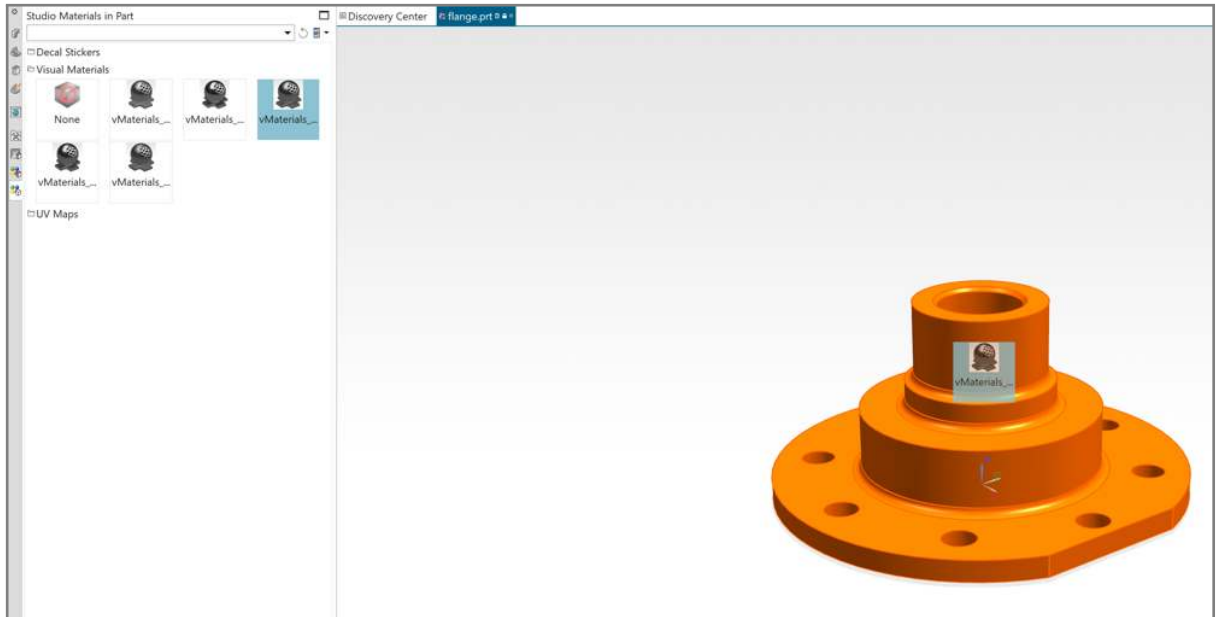 Studio Materials in Part
Discovery Center
flange.prt
Decal Stickers
Visual Materials
None
vMaterials_...
vMaterials_...
vMaterials_...
vMaterials_...
vMaterials_...
UV Maps
vMaterials_...